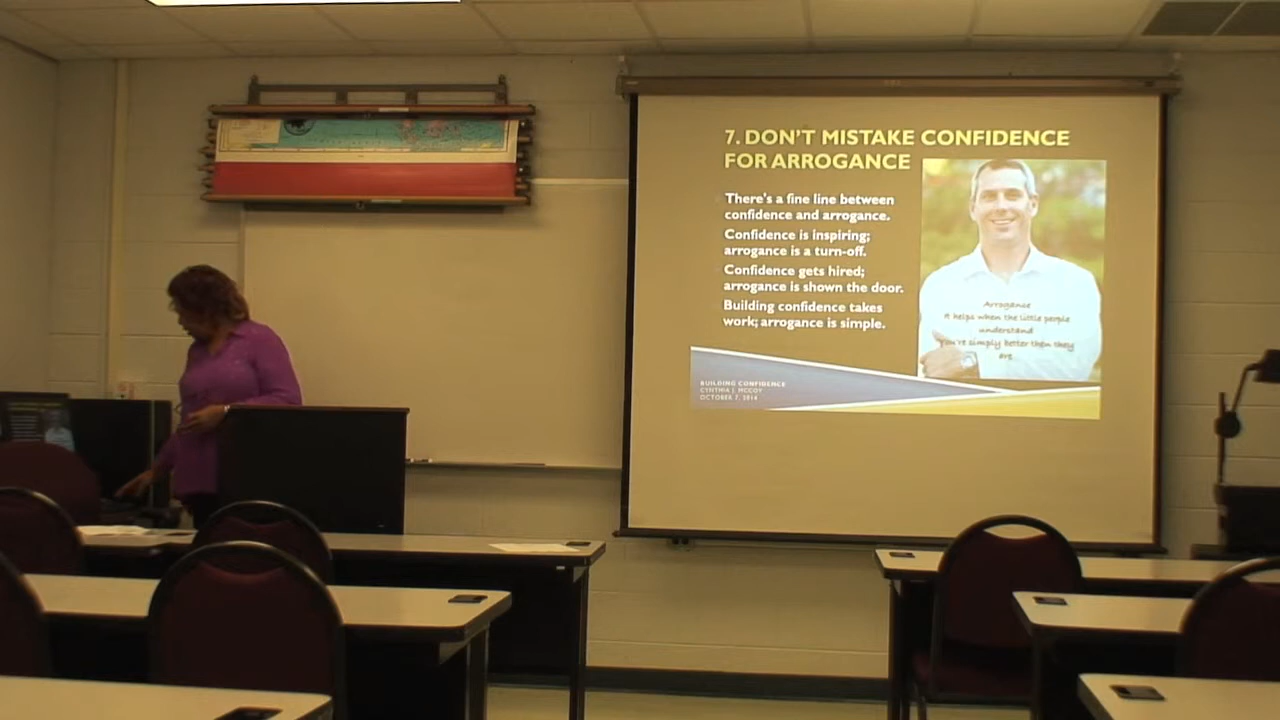 7. DON'T MISTAKE CONFIDENCE
FOR ARROGANCE
There's a fine line between
confidence and arrogance.
Confidence is inspiring;
arrogance is a turn-off.
Confidence gets hired;
arrogance is shown the door.
Building confidence takes
work; arrogance is simple.
Arrogance
It helps when the little people
understand
you're simply better then they
are
BUILDING CONFIDENCE
CYNTHIA J. MCCOY
OCTOBER 7, 2014